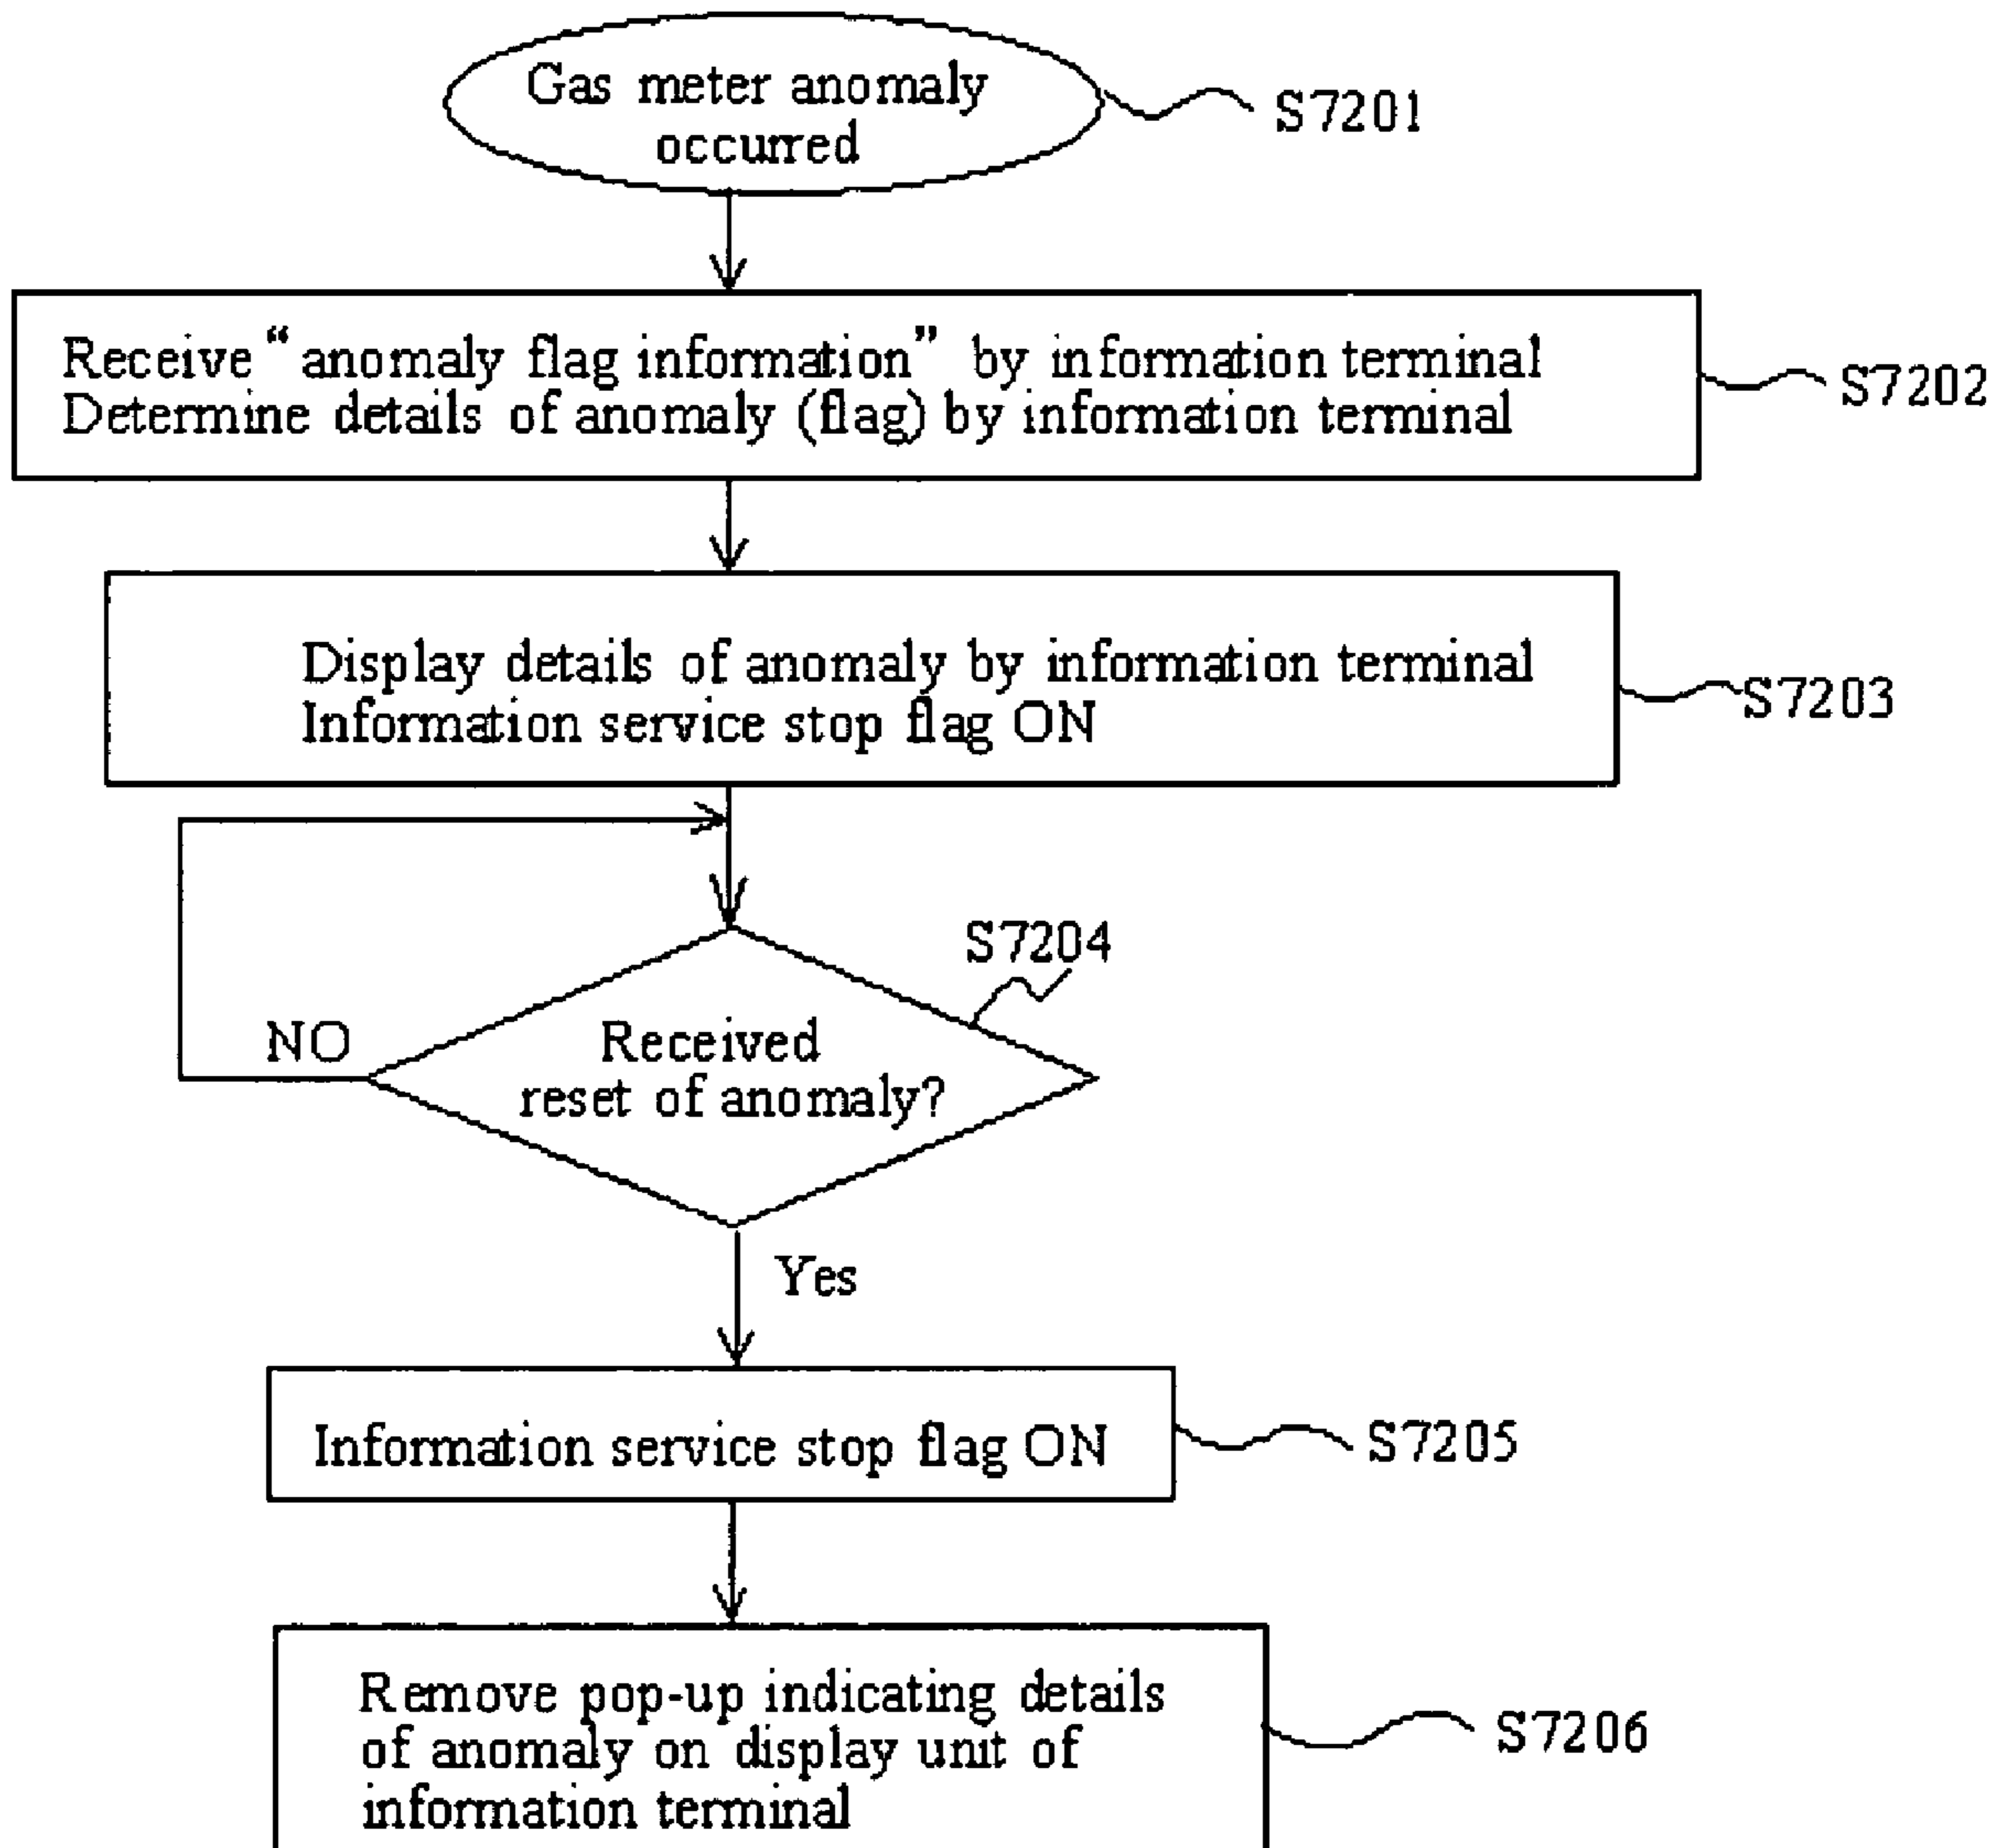 Gas meter anomaly
occurred
S7201
Receive “anomaly flag information” by information terminal
Determine details of anomaly (flag) by information terminal
S7202
Display details of anomaly by information terminal
Information service stop flag ON
S7203
S7204
NO
Received
reset of anomaly?
Yes
Information service stop flag ON
S7205
Remove pop-up indicating details
of anomaly on display unit of
information terminal
S7206